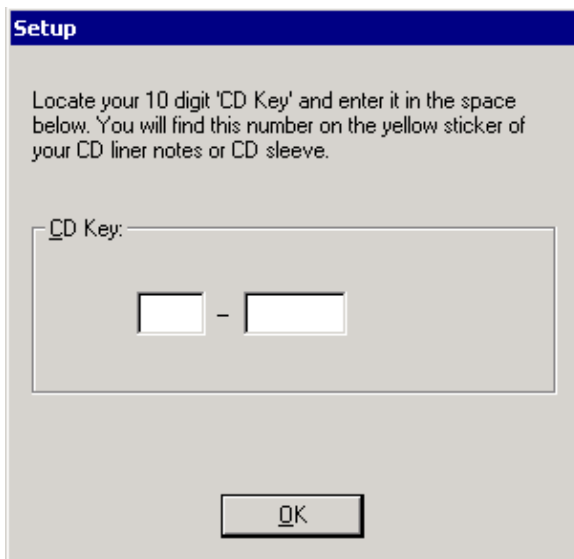 Setup
Locate your 10 digit 'CD Key' and enter it in the space
below. You will find this number on the yellow sticker of
your CD liner notes or CD sleeve.
CD Key:
–
OK